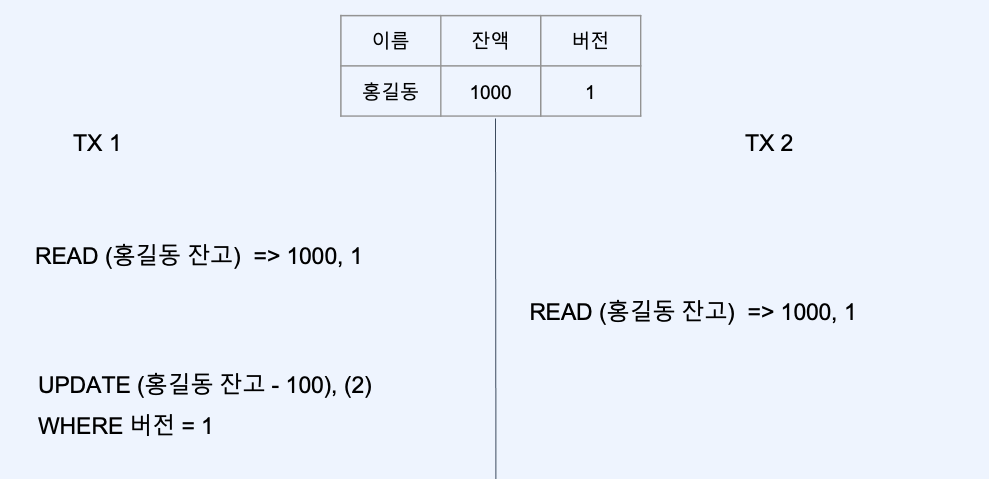 이름 잔액 버전
홍길동 1000 1
TX 1 TX 2
READ (홍길동 잔고) => 1000, 1
READ (홍길동 잔고) => 1000, 1
UPDATE (홍길동 잔고 - 100), (2)
WHERE 버전 = 1